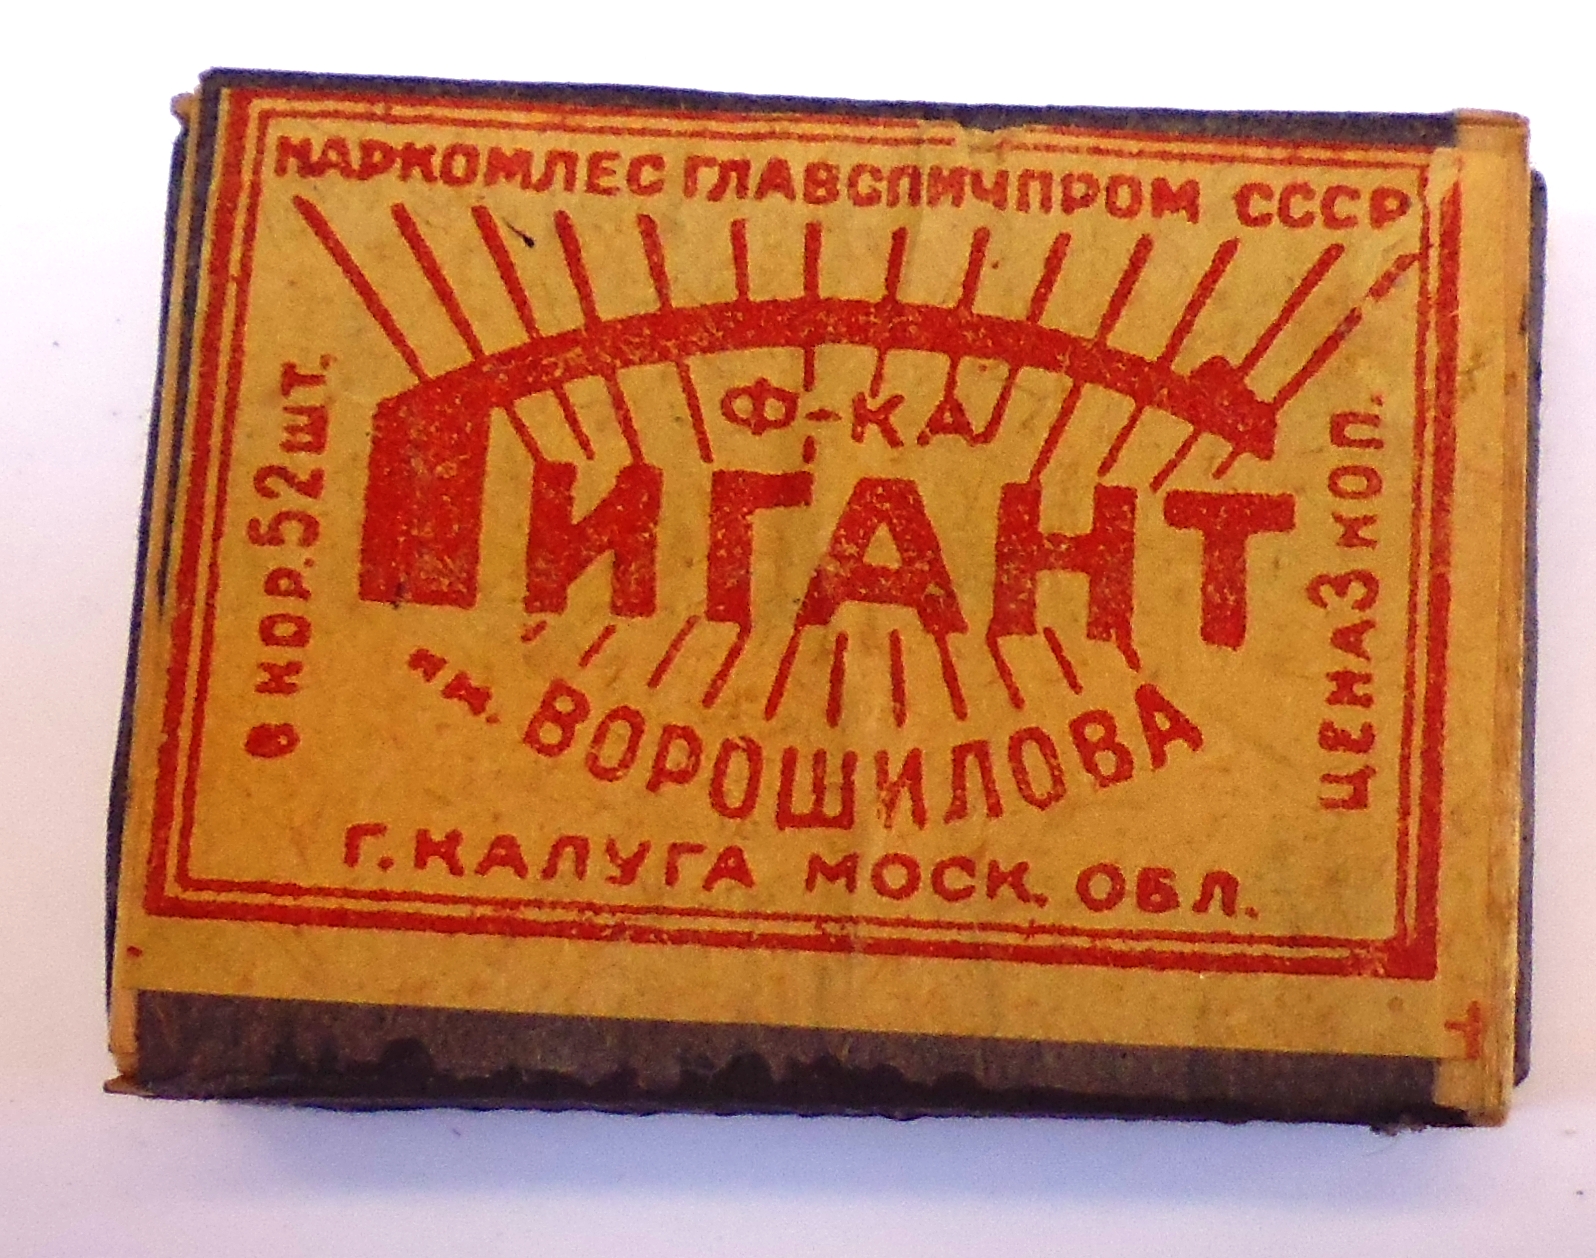 НАРКОМЛЕС ГЛАВСПИЧПРОМ СССР
Ф-КА
ГИГАНТ
им. ВОРОШИЛОВА
Г. КАЛУГА МОСК. ОБЛ.
В КОР. 52 ШТ.
ЦЕНА 3 КОП.